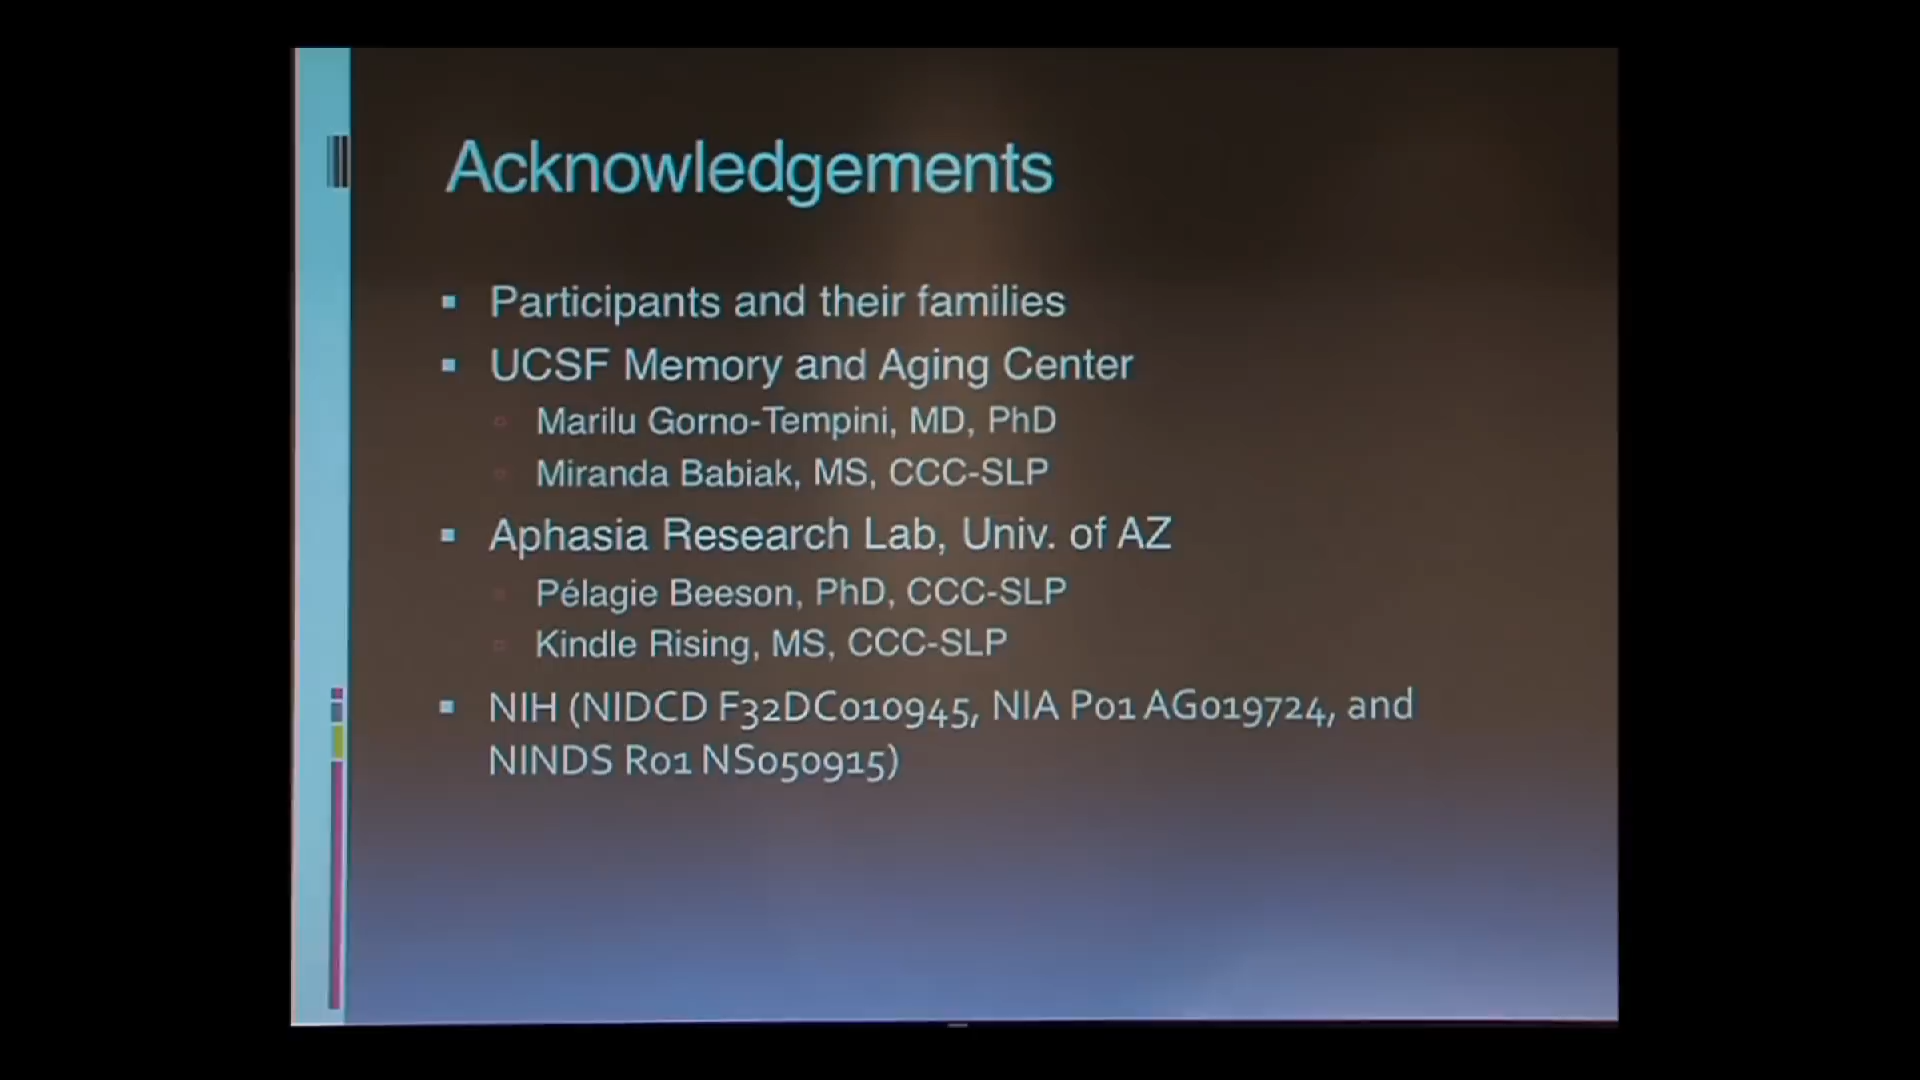 Acknowledgements
Participants and their families
UCSF Memory and Aging Center
Marilu Gorno-Tempini, MD, PhD
Miranda Babiak, MS, CCC-SLP
Aphasia Research Lab, Univ. of AZ
Pélagie Beeson, PhD, CCC-SLP
Kindle Rising, MS, CCC-SLP
NIH (NIDCD F32DC010945, NIA P01 AG019724, and
NINDS R01 NS050915)